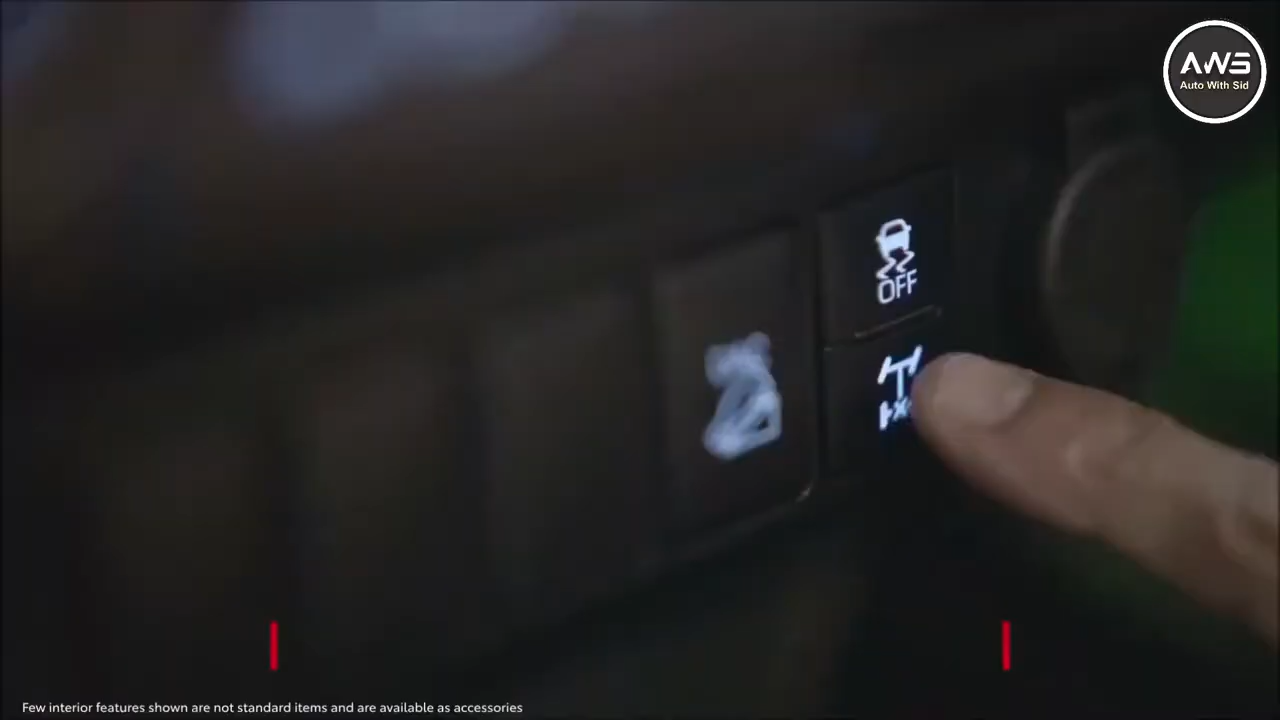 AWS
Auto With Sid
OFF
Few interior features shown are not standard items and are available as accessories